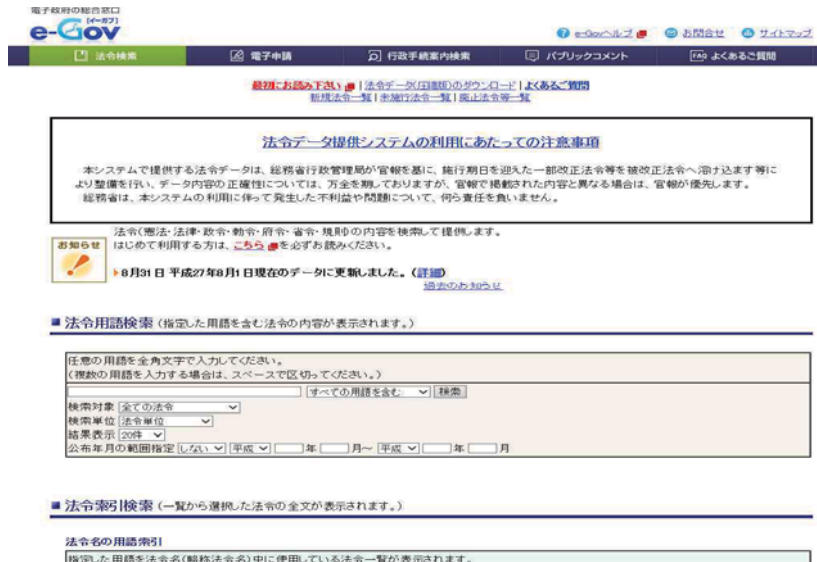 電子政府の総合窓口
e-Gov [イーガブ]
e-Govヘルプ お問合せ サイトマップ
法令検索 電子申請 行政手続案内検索 パブリックコメント FAQ よくあるご質問
最初にお読み下さい | 法令データ(圧縮版)のダウンロード | よくあるご質問
新規法令一覧 | 未施行法令一覧 | 廃止法令等一覧
法令データ提供システムの利用にあたっての注意事項
本システムで提供する法令データは、総務省行政管理局が官報を基に、施行期日を迎えた一部改正法令等を被改正法令へ溶け込ます等に
より整備を行い、データ内容の正確性については、万全を期しておりますが、官報で掲載された内容と異なる場合は、官報が優先します。
総務省は、本システムの利用に伴って発生した不利益や問題について、何ら責任を負いません。
法令(憲法・法律・政令・勅令・府令・省令・規則)の内容を検索して提供します。
お知らせ はじめて利用する方は、こちら を必ずお読みください。
8月31日 平成27年8月1日現在のデータに更新しました。(詳細)
過去のお知らせ
■ 法令用語検索 (指定した用語を含む法令の内容が表示されます。)
任意の用語を全角文字で入力してください。
(複数の用語を入力する場合は、スペースで区切ってください。)
すべての用語を含む 検索
検索対象 全ての法令
検索単位 法令単位
結果表示 20件
公布年月の範囲指定 しない 平成 年 月～ 平成 年 月
■ 法令索引検索 (一覧から選択した法令の全文が表示されます。)
法令名の用語索引
指定した用語を法令名(略称法令名)中に使用している法令一覧が表示されます。